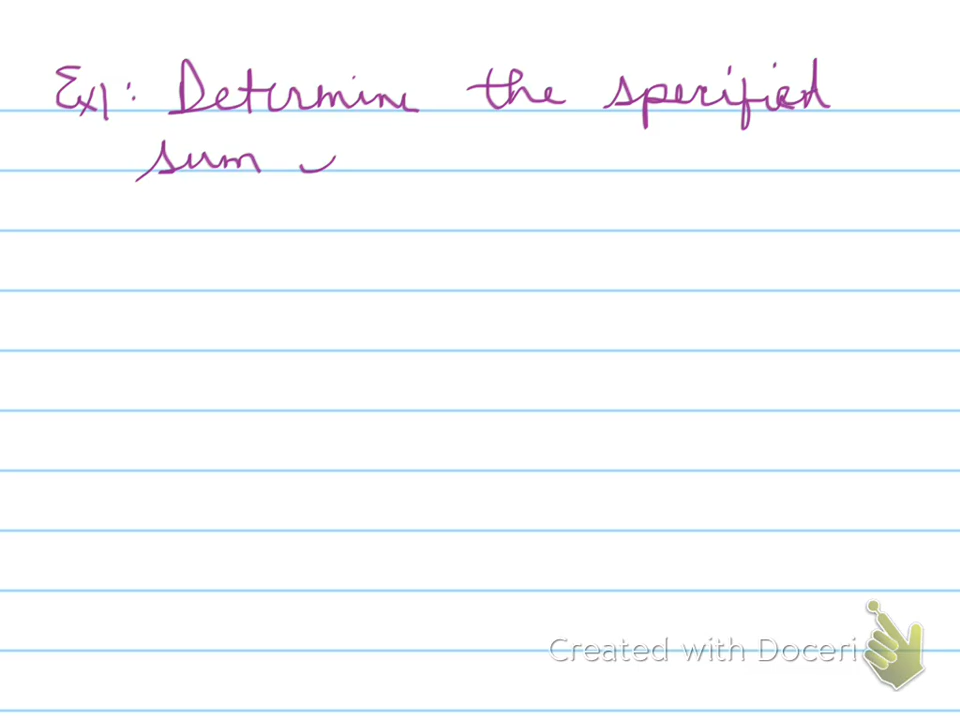 Ex1: Determine the specified
sum
Created with Doceri